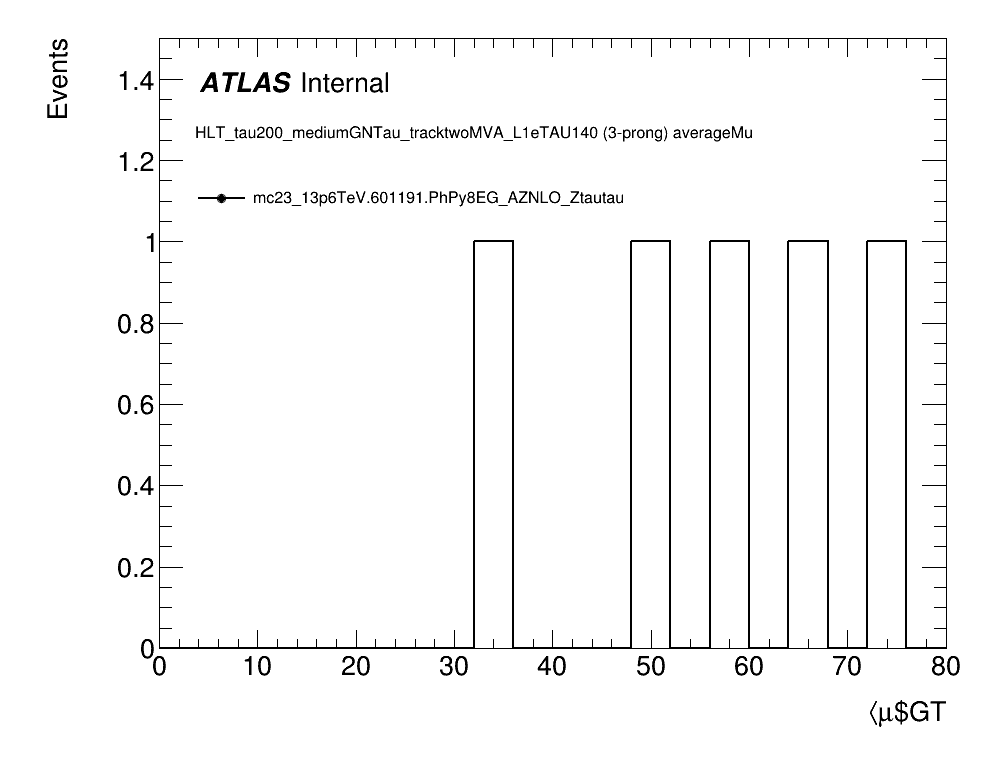 Events
ATLAS Internal
HLT_tau200_mediumGNTau_tracktwoMVA_L1eTAU140 (3-prong) averageMu
mc23_13p6TeV.601191.PhPy8EG_AZNLO_Ztautau
1.4
1.2
1
0.8
0.6
0.4
0.2
0
0 10 20 30 40 50 60 70 80
⟨μ$GT